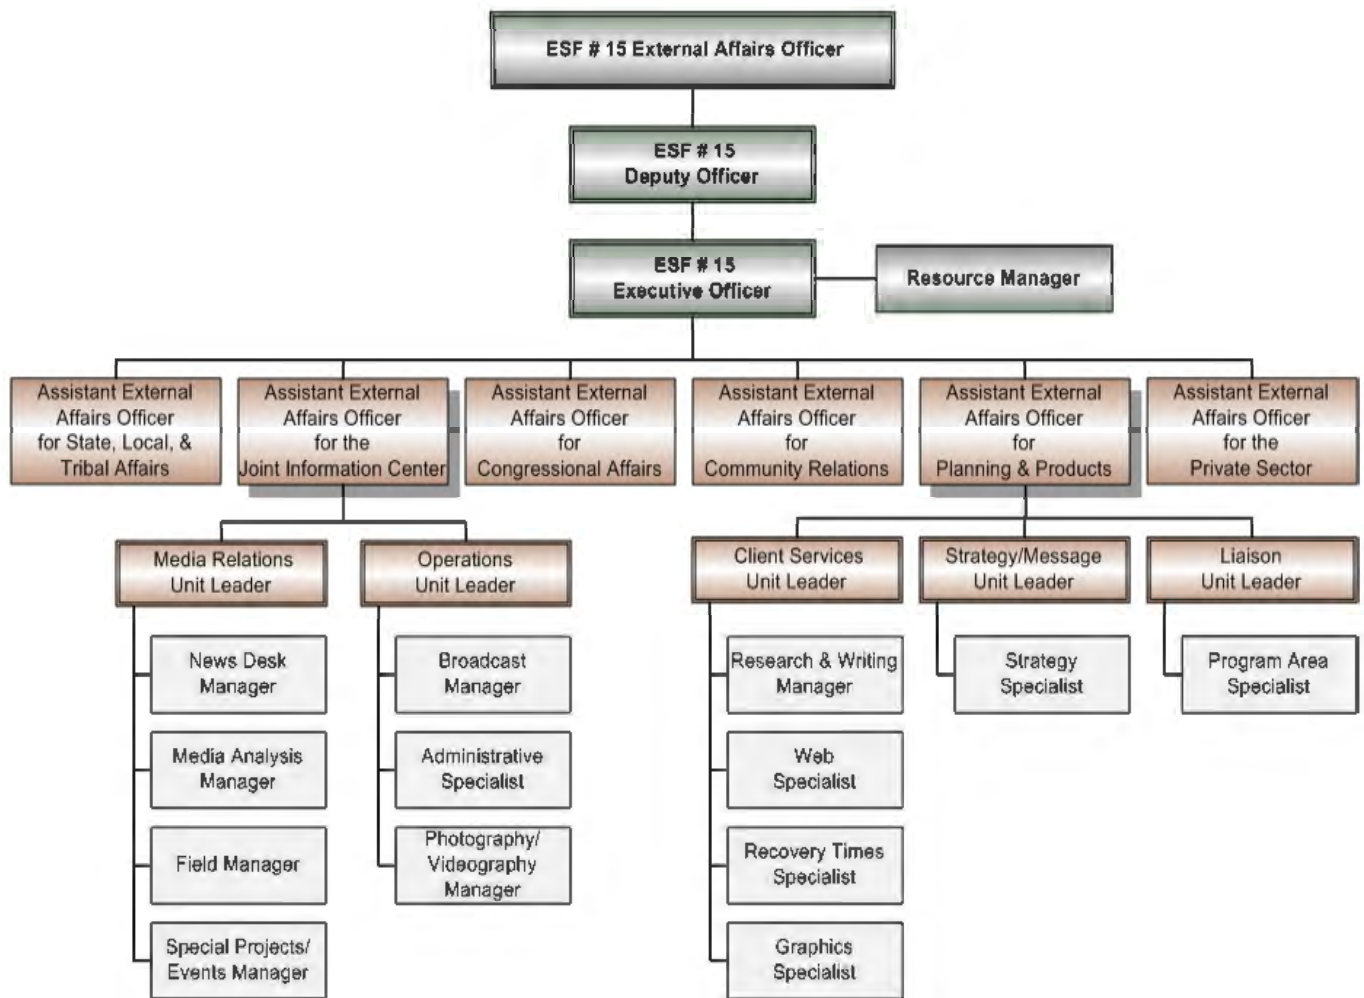 ESF # 15 External Affairs Officer
ESF # 15
Deputy Officer
ESF # 15
Executive Officer
Resource Manager
Assistant External
Affairs Officer
for State, Local, &
Tribal Affairs
Assistant External
Affairs Officer
for the
Joint Information Center
Assistant External
Affairs Officer
for
Congressional Affairs
Assistant External
Affairs Officer
for
Community Relations
Assistant External
Affairs Officer
for
Planning & Products
Assistant External
Affairs Officer
for the
Private Sector
Media Relations
Unit Leader
Operations
Unit Leader
Client Services
Unit Leader
Strategy/Message
Unit Leader
Liaison
Unit Leader
News Desk
Manager
Media Analysis
Manager
Field Manager
Special Projects/
Events Manager
Broadcast
Manager
Administrative
Specialist
Photography/
Videography
Manager
Research & Writing
Manager
Web
Specialist
Recovery Times
Specialist
Graphics
Specialist
Strategy
Specialist
Program Area
Specialist